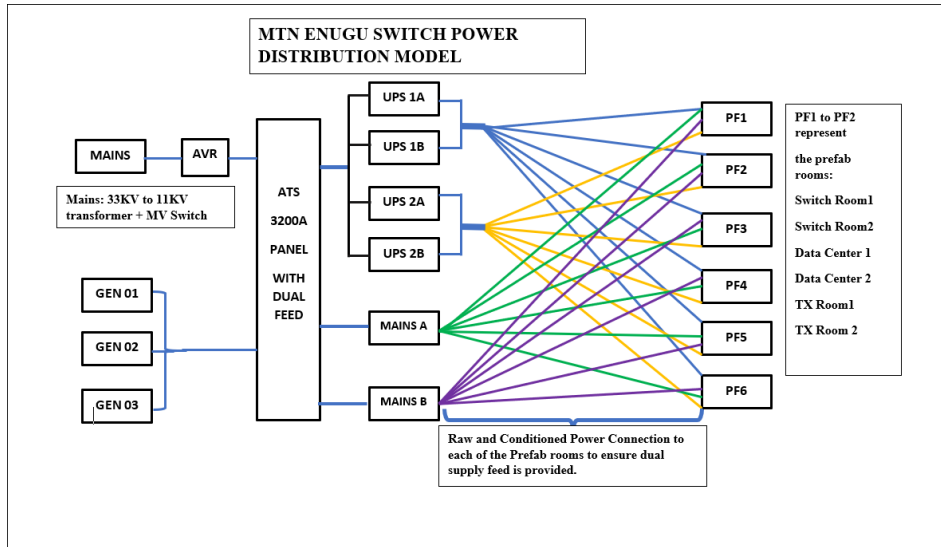 MTN ENUGU SWITCH POWER
DISTRIBUTION MODEL
MAINS
AVR
Mains: 33KV to 11KV
transformer + MV Switch
GEN 01
GEN 02
GEN 03
ATS
3200A
PANEL
WITH
DUAL
FEED
UPS 1A
UPS 1B
UPS 2A
UPS 2B
MAINS A
MAINS B
PF1
PF2
PF3
PF4
PF5
PF6
PF1 to PF2
represent
the prefab
rooms:
Switch Room1
Switch Room2
Data Center 1
Data Center 2
TX Room1
TX Room 2
Raw and Conditioned Power Connection to
each of the Prefab rooms to ensure dual
supply feed is provided.